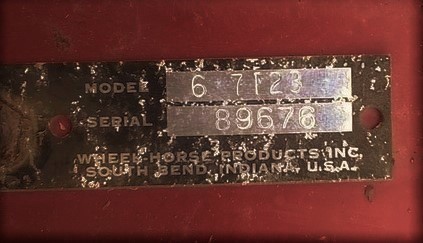 MODEL 6 7123
SERIAL 89676
WHEEL HORSE PRODUCTS INC.
SOUTH BEND, INDIANA, U.S.A.